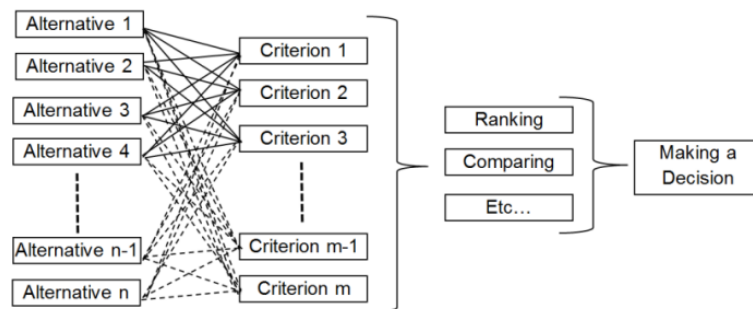 Alternative 1
Alternative 2
Alternative 3
Alternative 4
Alternative n-1
Alternative n
Criterion 1
Criterion 2
Criterion 3
Criterion m-1
Criterion m
Ranking
Comparing
Etc...
Making a
Decision